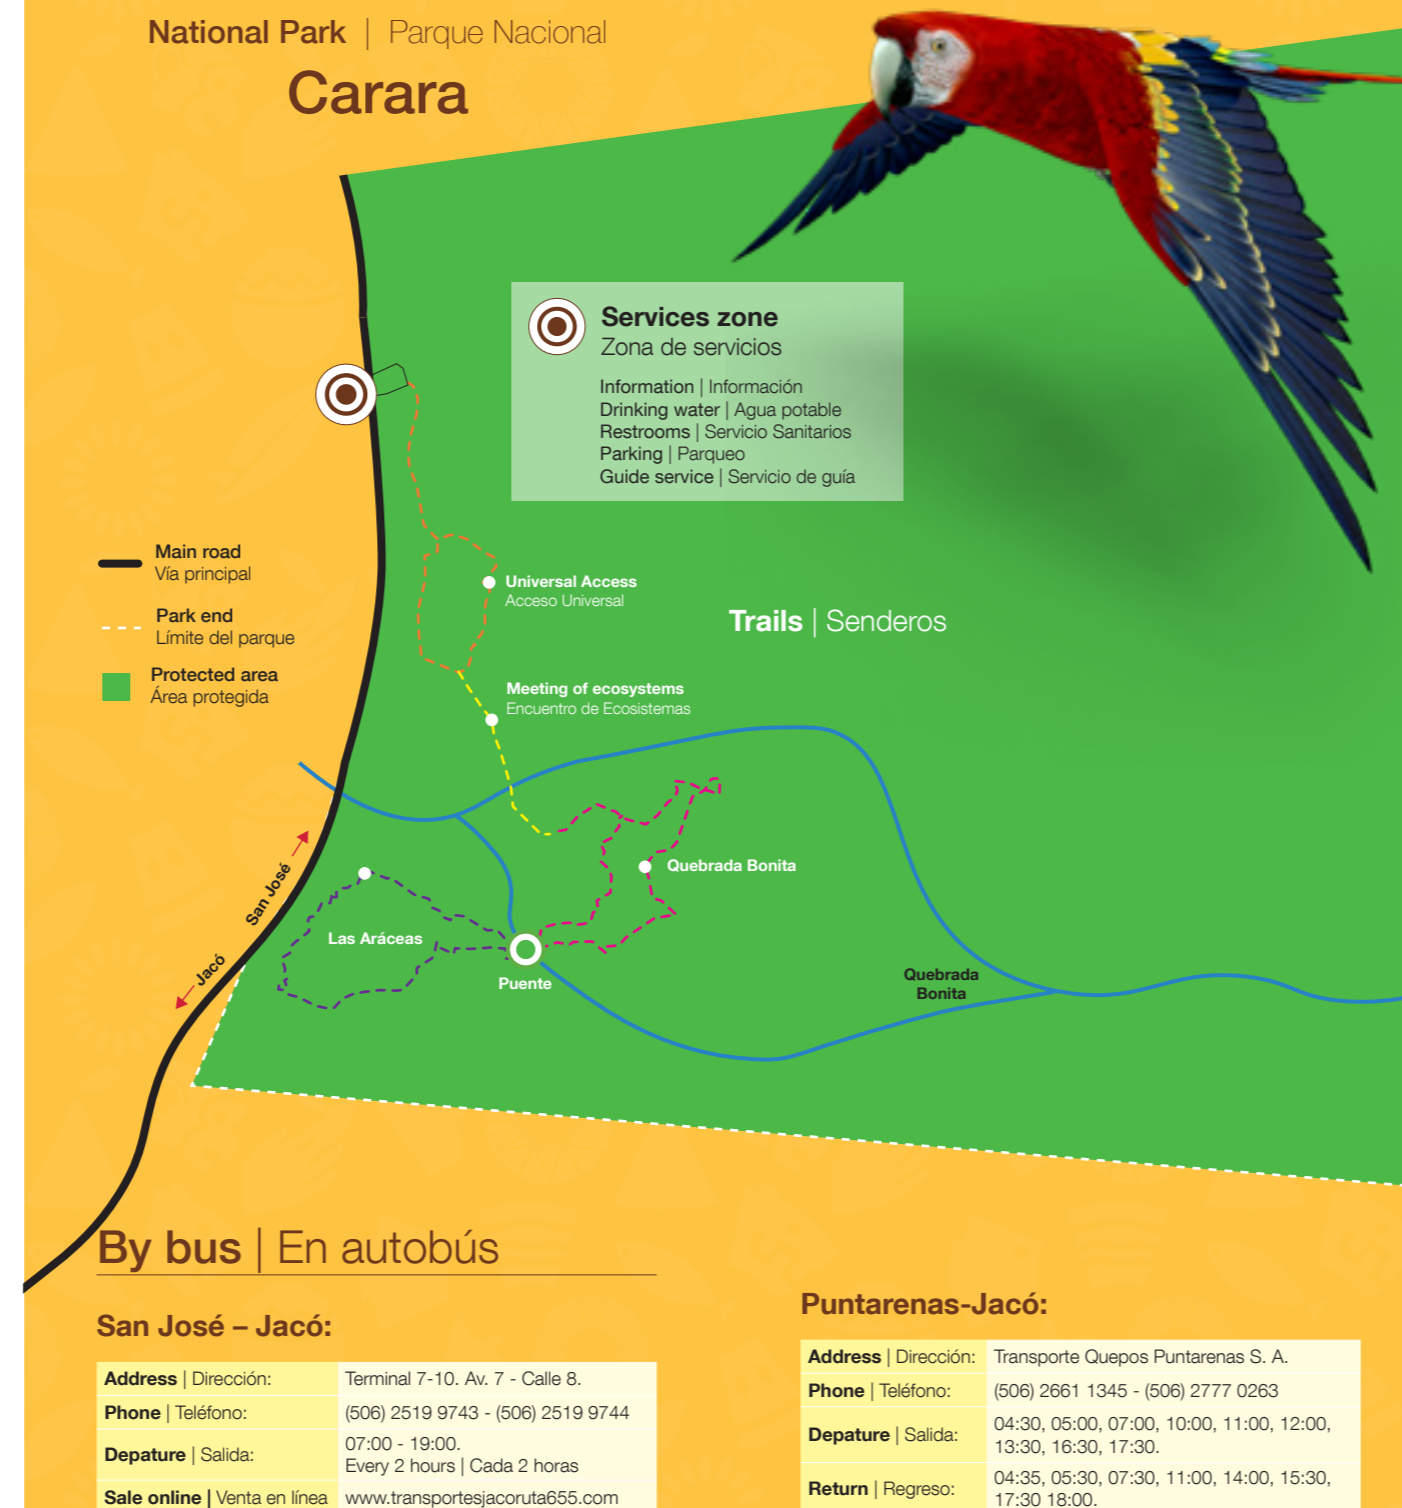 National Park | Parque Nacional
Carara
Services zone
Zona de servicios
Information | Información
Drinking water | Agua potable
Restrooms | Servicio Sanitarios
Parking | Parqueo
Guide service | Servicio de guía
Main road
Vía principal
Park end
Límite del parque
Protected area
Área protegida
Universal Access
Acceso Universal
Trails | Senderos
Meeting of ecosystems
Encuentro de Ecosistemas
San José
Jacó
Quebrada Bonita
Las Aráceas
Puente
Quebrada
Bonita
By bus | En autobús
San José – Jacó:
Address | Dirección: Terminal 7-10. Av. 7 - Calle 8.
Phone | Teléfono: (506) 2519 9743 - (506) 2519 9744
Depature | Salida: 07:00 - 19:00.
Every 2 hours | Cada 2 horas
Sale online | Venta en línea www.transportesjacoruta655.com
Puntarenas-Jacó:
Address | Dirección: Transporte Quepos Puntarenas S. A.
Phone | Teléfono: (506) 2661 1345 - (506) 2777 0263
Depature | Salida: 04:30, 05:00, 07:00, 10:00, 11:00, 12:00,
13:30, 16:30, 17:30.
Return | Regreso: 04:35, 05:30, 07:30, 11:00, 14:00, 15:30,
17:30 18:00.